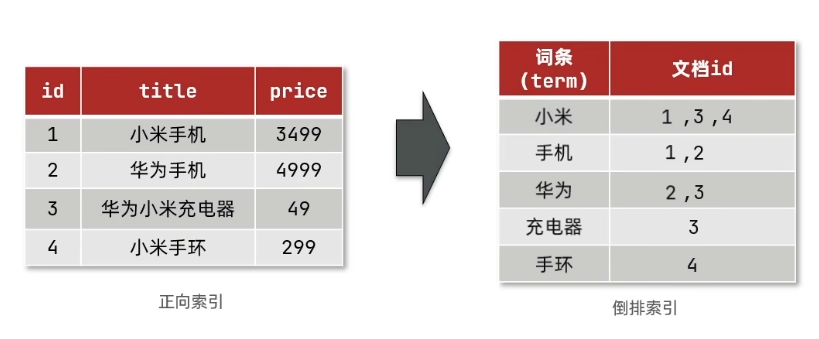 id title price
1 小米手机 3499
2 华为手机 4999
3 华为小米充电器 49
4 小米手环 299
正向索引
词条
(term)
文档id
小米 1 ,3 ,4
手机 1 ,2
华为 2 ,3
充电器 3
手环 4
倒排索引